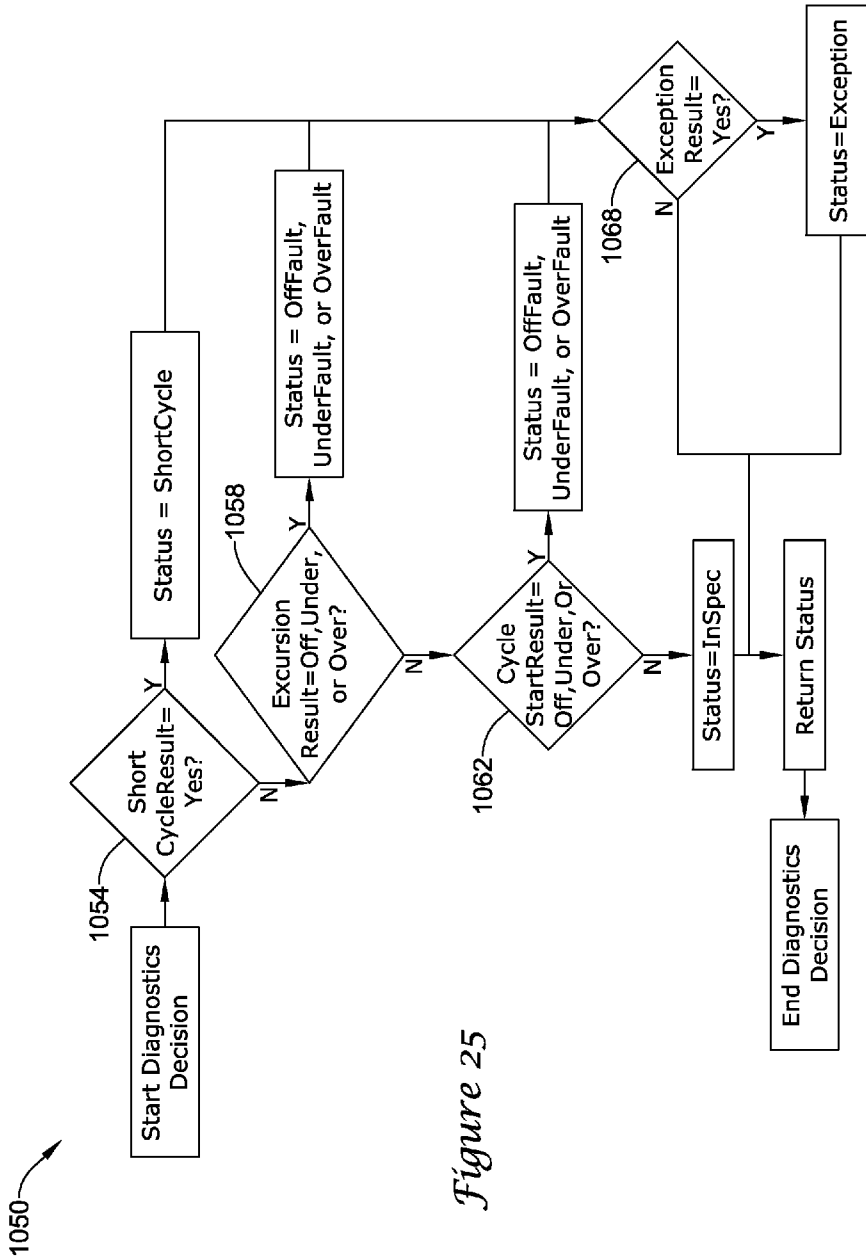 1050
Start Diagnostics
Decision
1054
Short
CycleResult=
Yes?
Y
N
Status = ShortCycle
1058
Excursion
Result=Off,Under,
or Over?
Y
N
Status = OffFault,
UnderFault, or OverFault
1062
Cycle
StartResult=
Off,Under,Or
Over?
Y
N
Status = OffFault,
UnderFault, or OverFault
1068
Exception
Result=
Yes?
N
Y
Status=InSpec
Status=Exception
Return Status
End Diagnostics
Decision
Figure 25